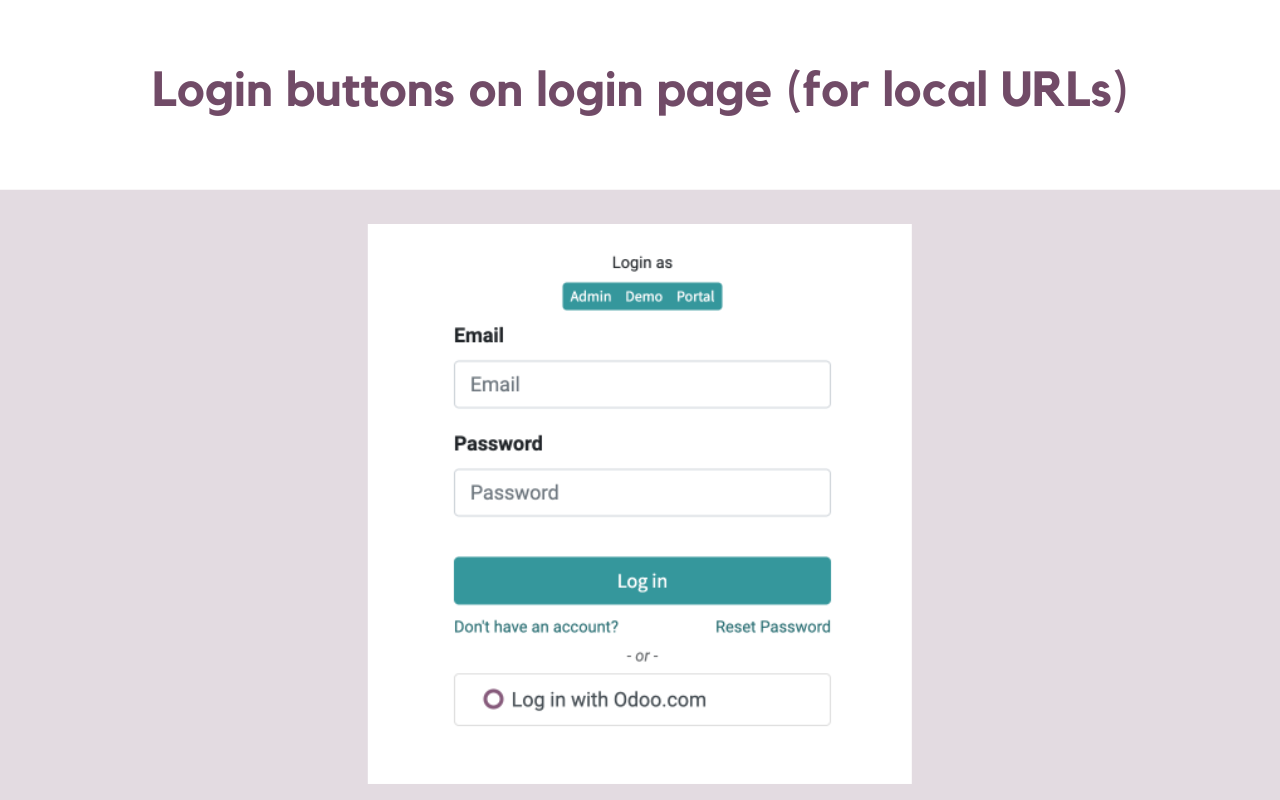 Login buttons on login page (for local URLs)
Login as
Admin Demo Portal
Email
Email
Password
Password
Log in
Don't have an account? Reset Password
- or -
Log in with Odoo.com